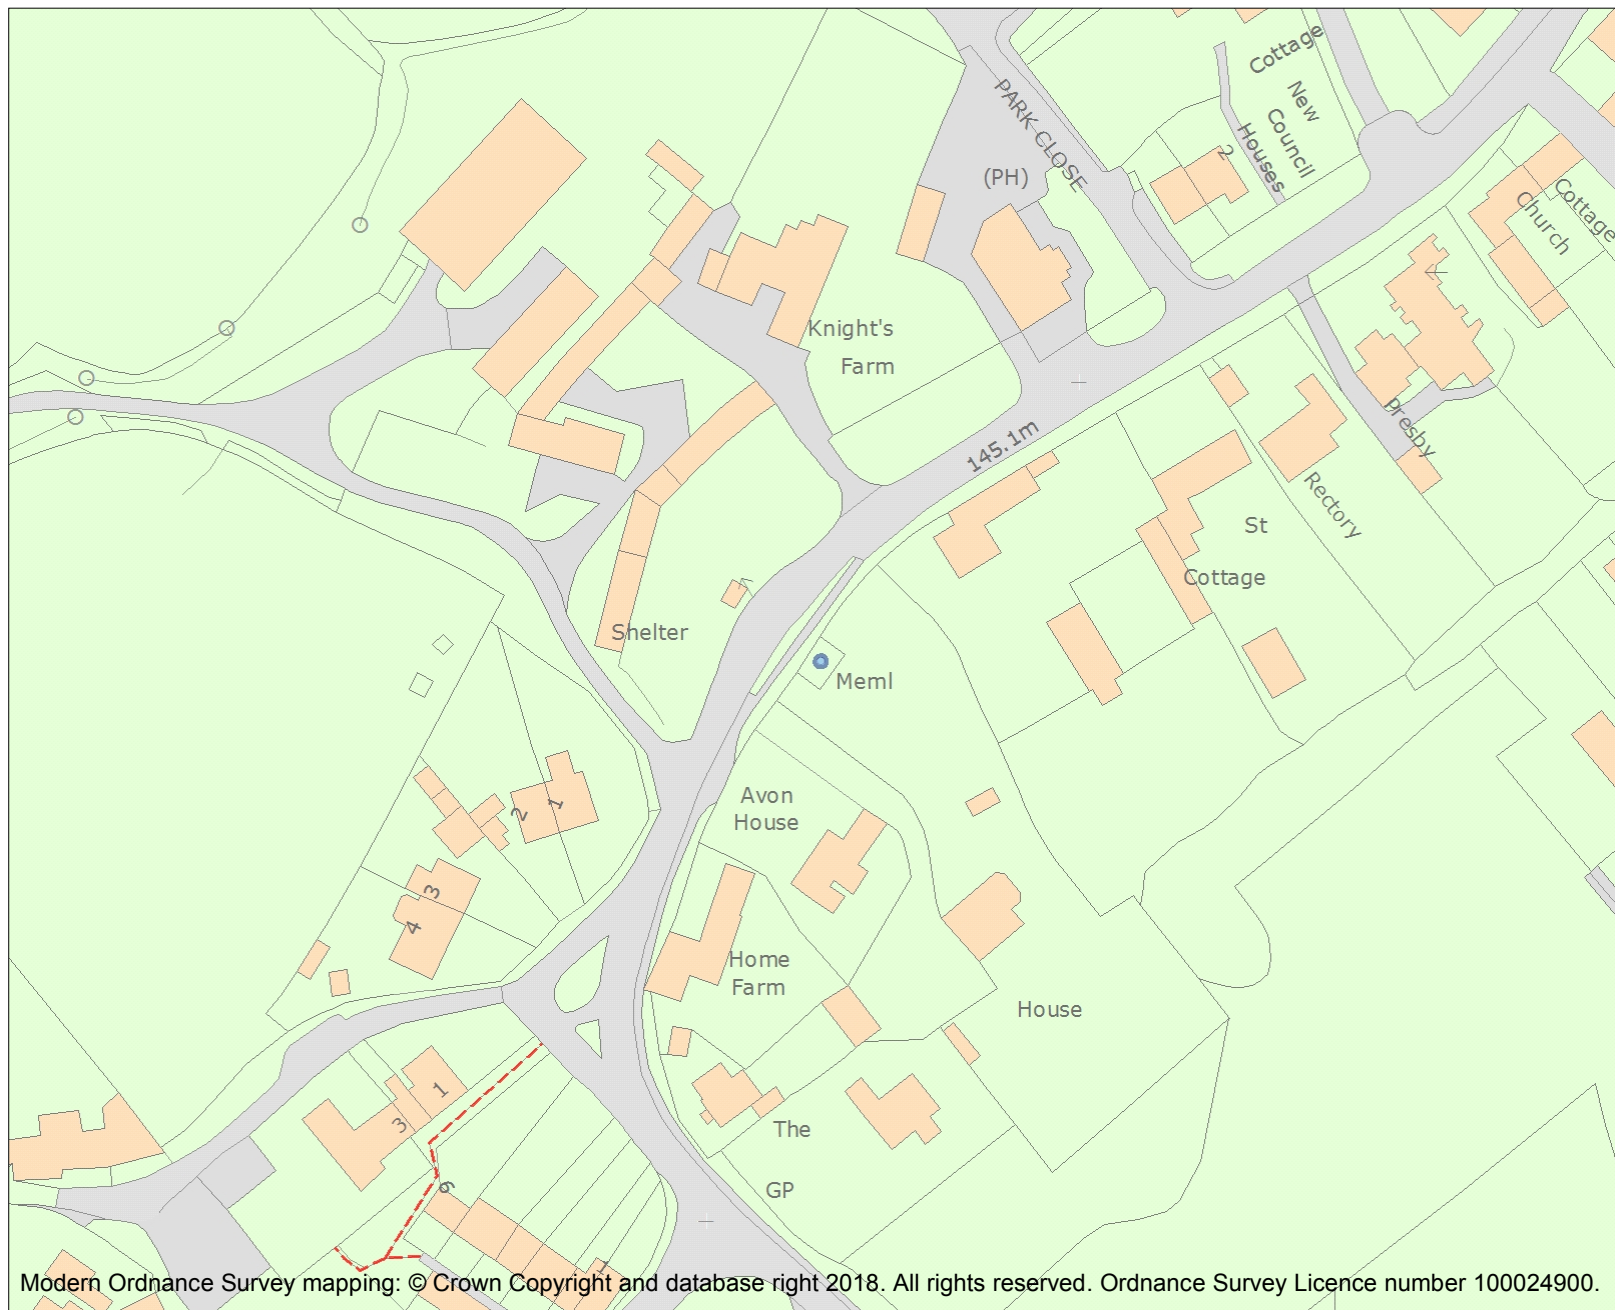 Cottage
New
Council
Houses
2
PARK CLOSE
(PH)
Church
Cottage
Knight's
Farm
145.1m
Presby
Rectory
St
Cottage
Shelter
Meml
Avon
House
2
1
3
4
Home
Farm
House
1
3
The
GP
6
1
Modern Ordnance Survey mapping: © Crown Copyright and database right 2018. All rights reserved. Ordnance Survey Licence number 100024900.